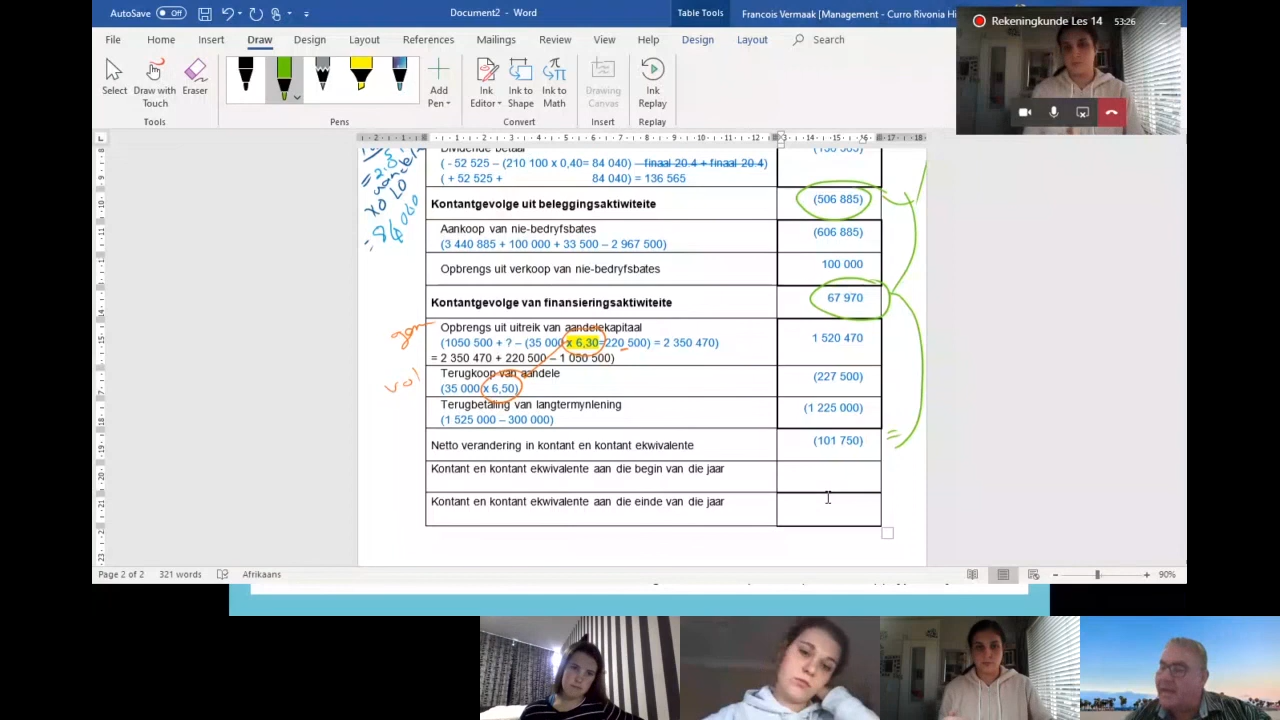 AutoSave Off Document2 - Word Table Tools Francois Vermaak [Management - Curro Rivonia Hi
Rekeningkunde Les 14 53:26
File Home Insert Draw Design Layout References Mailings Review View Help Design Layout Search
Select Draw with Touch Eraser Add Pens Ink Editor Ink to Shape Ink to Math Drawing Canvas Ink Replay
Tools Pens Convert Insert Replay
( - 52 525 – (210 100 x 0,40= 84 040) – finaal 20.4 + finaal 20.4)
( + 52 525 + 84 040) = 136 565
Kontantgevolge uit beleggingsaktiwiteite (506 885)
Aankoop van nie-bedryfsbates (606 885)
(3 440 885 + 100 000 + 33 500 – 2 967 500)
Opbrengs uit verkoop van nie-bedryfsbates 100 000
Kontantgevolge van finansieringsaktiwiteite 67 970
Opbrengs uit uitreik van aandelekapitaal 1 520 470
(1050 500 + ? – (35 000 x 6,30=220 500) = 2 350 470)
= 2 350 470 + 220 500 – 1 050 500)
gem
Terugkoop van aandele (227 500)
(35 000 x 6,50)
vol
Terugbetaling van langtermynlening (1 225 000)
(1 525 000 – 300 000)
Netto verandering in kontant en kontant ekwivalente (101 750)
=
Kontant en kontant ekwivalente aan die begin van die jaar
Kontant en kontant ekwivalente aan die einde van die jaar
Page 2 of 2 321 words Afrikaans 90%